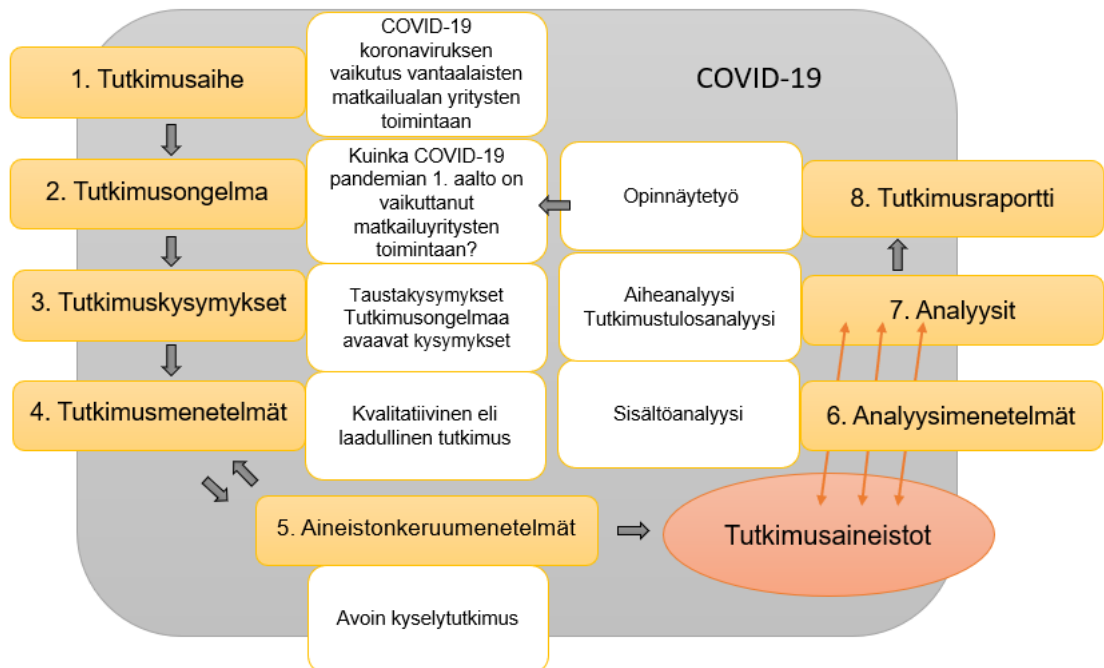 1. Tutkimusaihe
COVID-19
koronaviruksen
vaikutus vantaalaisten
matkailualan yritysten
toimintaan
COVID-19
2. Tutkimusongelma
Kuinka COVID-19
pandemian 1. aalto on
vaikuttanut
matkailuyritysten
toimintaan?
Opinnäytetyö
8. Tutkimusraportti
3. Tutkimuskysymykset
Taustakysymykset
Tutkimusongelmaa
avaavat kysymykset
Aiheanalyysi
Tutkimustulosanalyysi
7. Analyysit
4. Tutkimusmenetelmät
Kvalitatiivinen eli
laadullinen tutkimus
Sisältöanalyysi
6. Analyysimenetelmät
5. Aineistonkeruumenetelmät
Tutkimusaineistot
Avoin kyselytutkimus